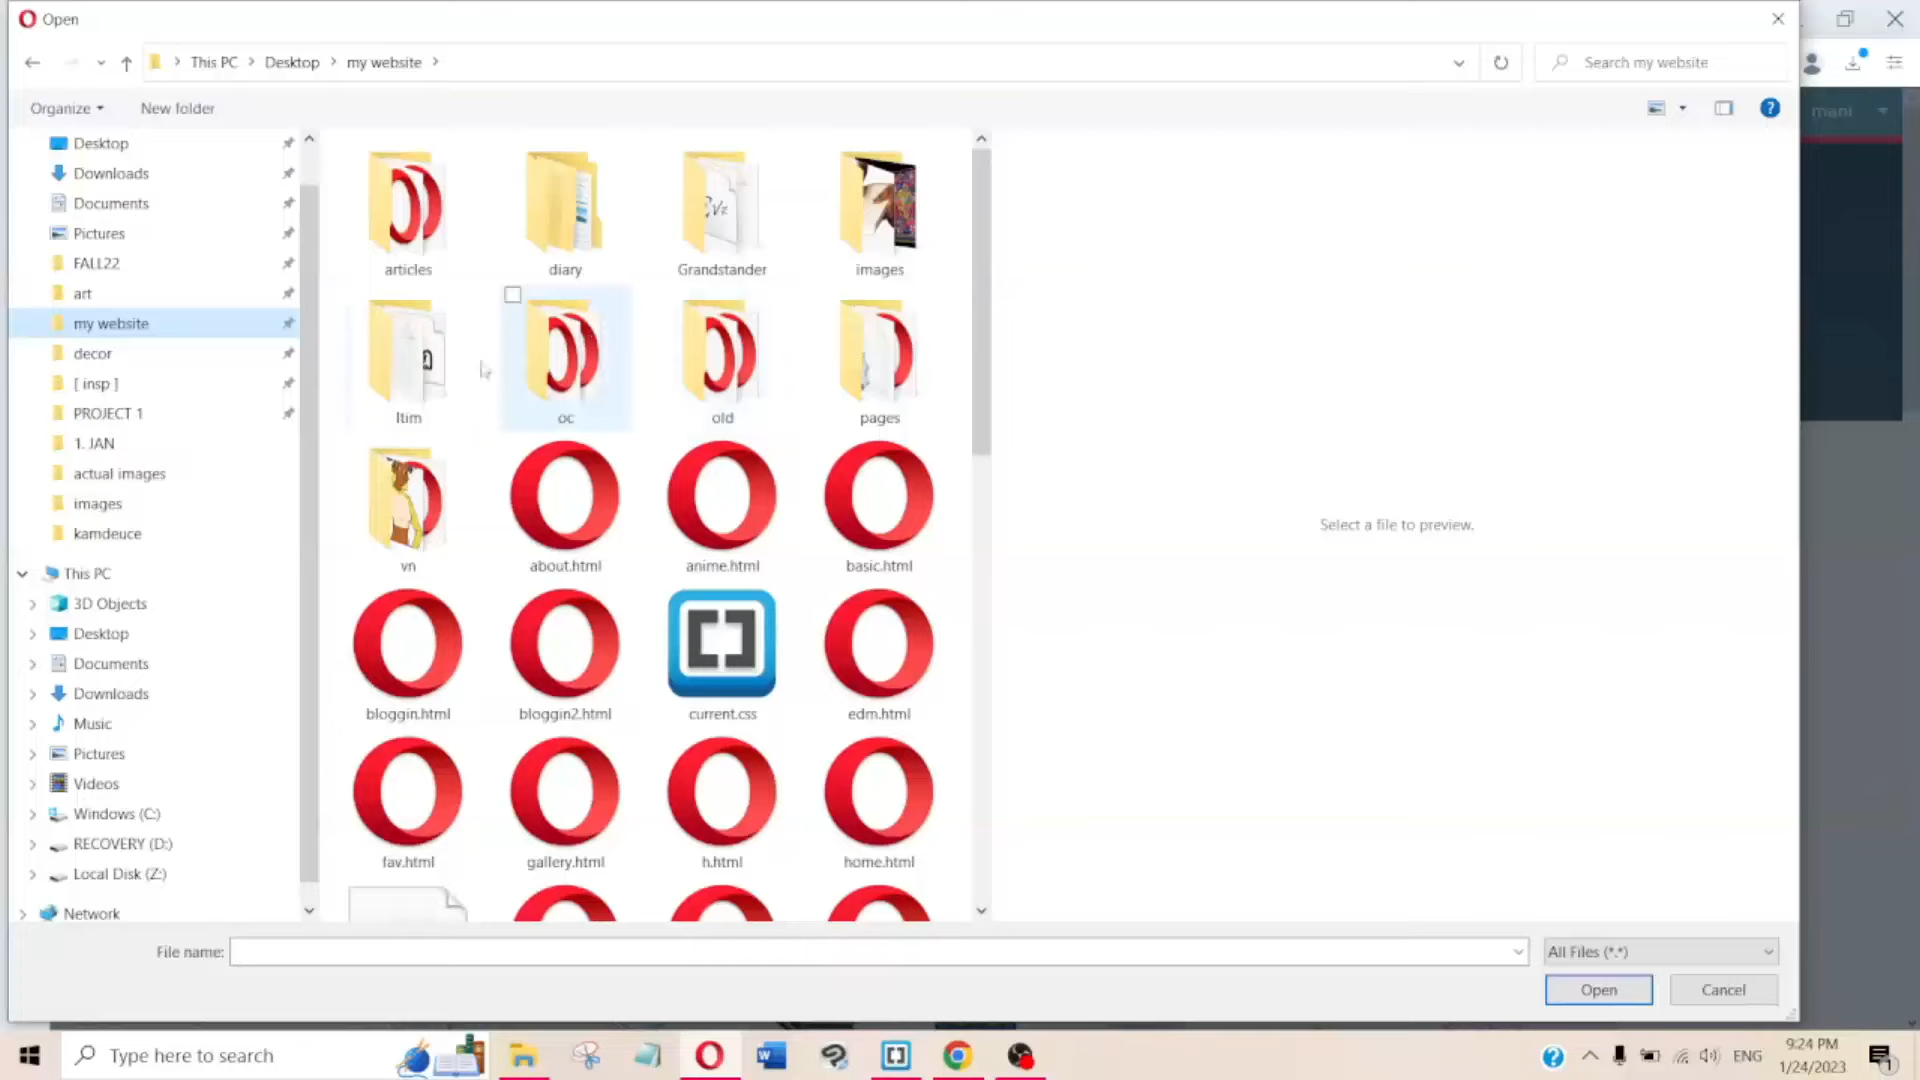 Open
This PC
Desktop
my website
Search my website
Organize
New folder
mani
Desktop
Downloads
Documents
Pictures
FALL22
art
my website
decor
[ insp ]
PROJECT 1
1. JAN
actual images
images
kamdeuce
This PC
3D Objects
Desktop
Documents
Downloads
Music
Pictures
Videos
Windows (C:)
RECOVERY (D:)
Local Disk (Z:)
Network
articles
diary
Grandstander
images
ltim
oc
old
pages
vn
about.html
anime.html
basic.html
bloggin.html
bloggin2.html
current.css
edm.html
fav.html
gallery.html
h.html
home.html
Select a file to preview.
File name:
All Files (*.*)
Open
Cancel
Type here to search
ENG
9:24 PM
1/24/2023
1